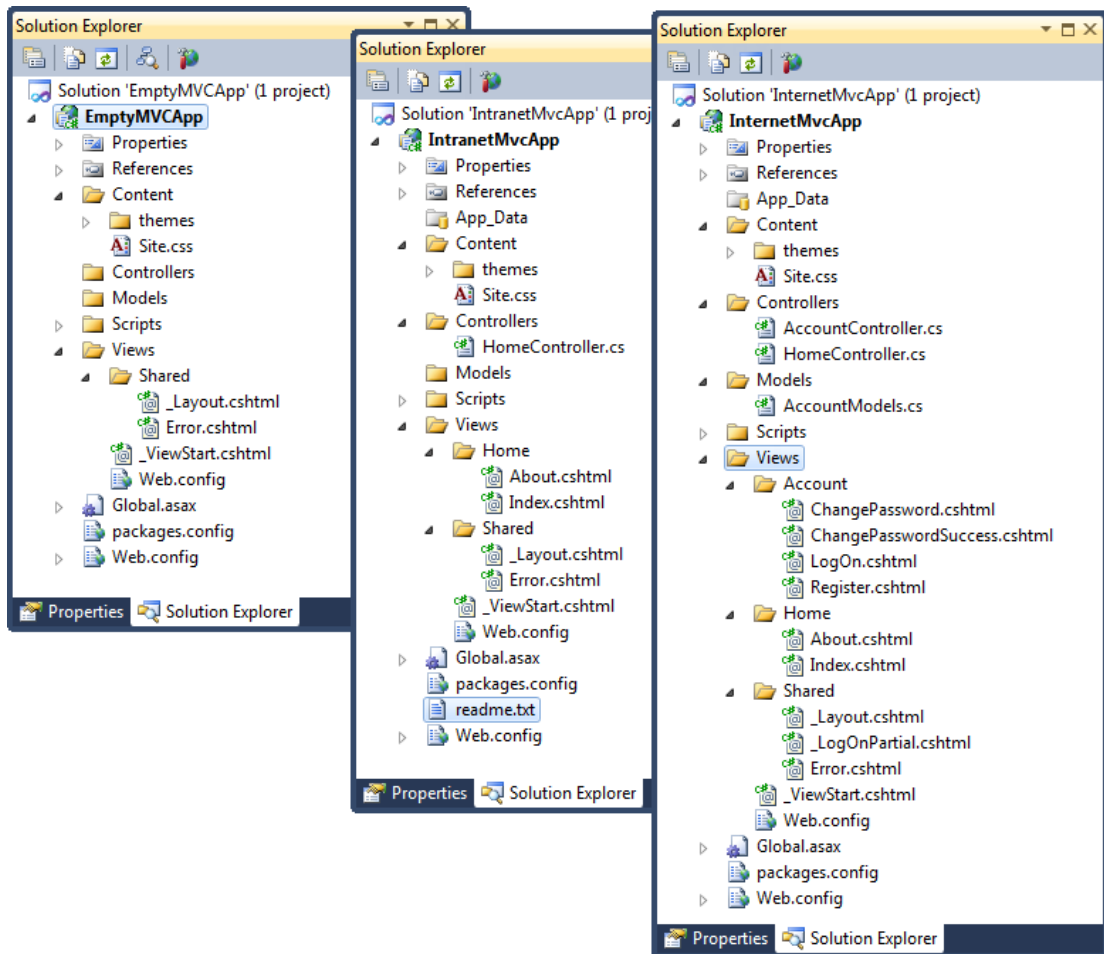 Solution Explorer
Solution 'EmptyMVCApp' (1 project)
EmptyMVCApp
Properties
References
Content
themes
Site.css
Controllers
Models
Scripts
Views
Shared
_Layout.cshtml
Error.cshtml
_ViewStart.cshtml
Web.config
Global.asax
packages.config
Web.config
Properties Solution Explorer
Solution Explorer
Solution 'IntranetMvcApp' (1 proj
IntranetMvcApp
Properties
References
App_Data
Content
themes
Site.css
Controllers
HomeController.cs
Models
Scripts
Views
Home
About.cshtml
Index.cshtml
Shared
_Layout.cshtml
Error.cshtml
_ViewStart.cshtml
Web.config
Global.asax
packages.config
readme.txt
Web.config
Properties Solution Explorer
Solution Explorer
Solution 'InternetMvcApp' (1 project)
InternetMvcApp
Properties
References
App_Data
Content
themes
Site.css
Controllers
AccountController.cs
HomeController.cs
Models
AccountModels.cs
Scripts
Views
Account
ChangePassword.cshtml
ChangePasswordSuccess.cshtml
LogOn.cshtml
Register.cshtml
Home
About.cshtml
Index.cshtml
Shared
_Layout.cshtml
_LogOnPartial.cshtml
Error.cshtml
_ViewStart.cshtml
Web.config
Global.asax
packages.config
Web.config
Properties Solution Explorer